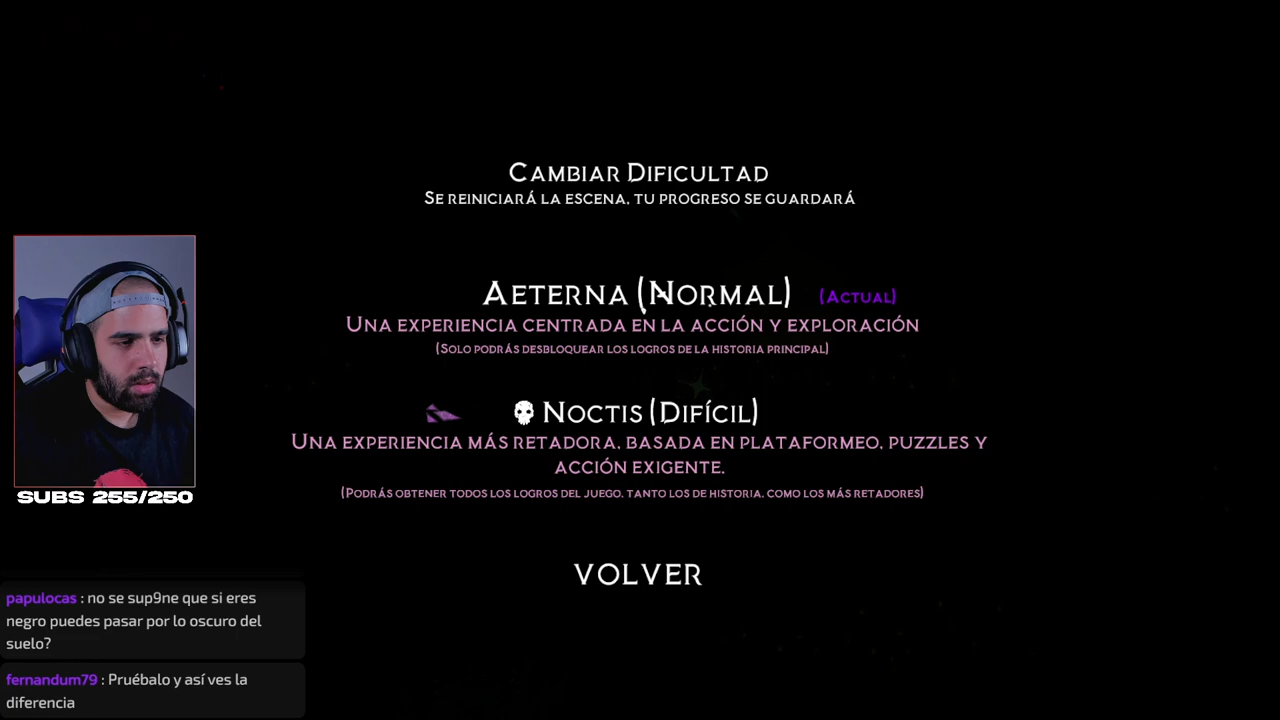 Cambiar Dificultad
Se reiniciará la escena, tu progreso se guardará
Aeterna (Normal) (Actual)
Una experiencia centrada en la acción y exploración
(Solo podrás desbloquear los logros de la historia principal)
Noctis (Difícil)
Una experiencia más retadora, basada en plataformeo, puzzles y
acción exigente.
(Podrás obtener todos los logros del juego, tanto los de historia, como los más retadores)
VOLVER
SUBS 255/250
papulocas : no se sup9ne que si eres
negro puedes pasar por lo oscuro del
suelo?
fernandum79 : Pruébalo y así ves la
diferencia